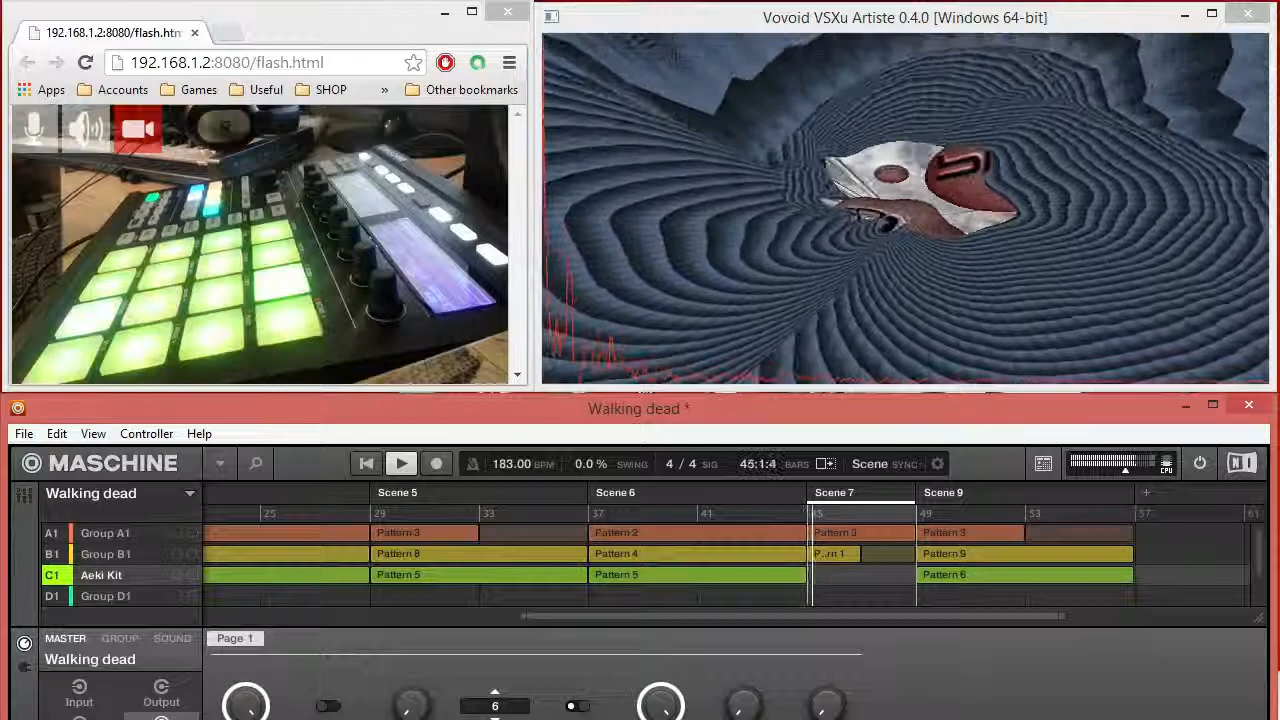 192.168.1.2:8080/flash.htm
192.168.1.2:8080/flash.html
Apps Accounts Games Useful SHOP » Other bookmarks
Vovoid VSXu Artiste 0.4.0 [Windows 64-bit]
Walking dead *
File Edit View Controller Help
MASCHINE 183.00 BPM 0.0 % SWING 4 / 4 SIG 45:1:4 BARS Scene SYNC CPU NI
Walking dead Scene 5 Scene 6 Scene 7 Scene 9 +
25 29 33 37 41 45 49 53 57 61
A1 Group A1 Pattern 3 Pattern 2 Pattern 3 Pattern 3
B1 Group B1 Pattern 8 Pattern 4 P..rn 1 Pattern 9
C1 Aeki Kit Pattern 5 Pattern 5 Pattern 6
D1 Group D1
MASTER GROUP SOUND Page 1
Walking dead
Input Output 6